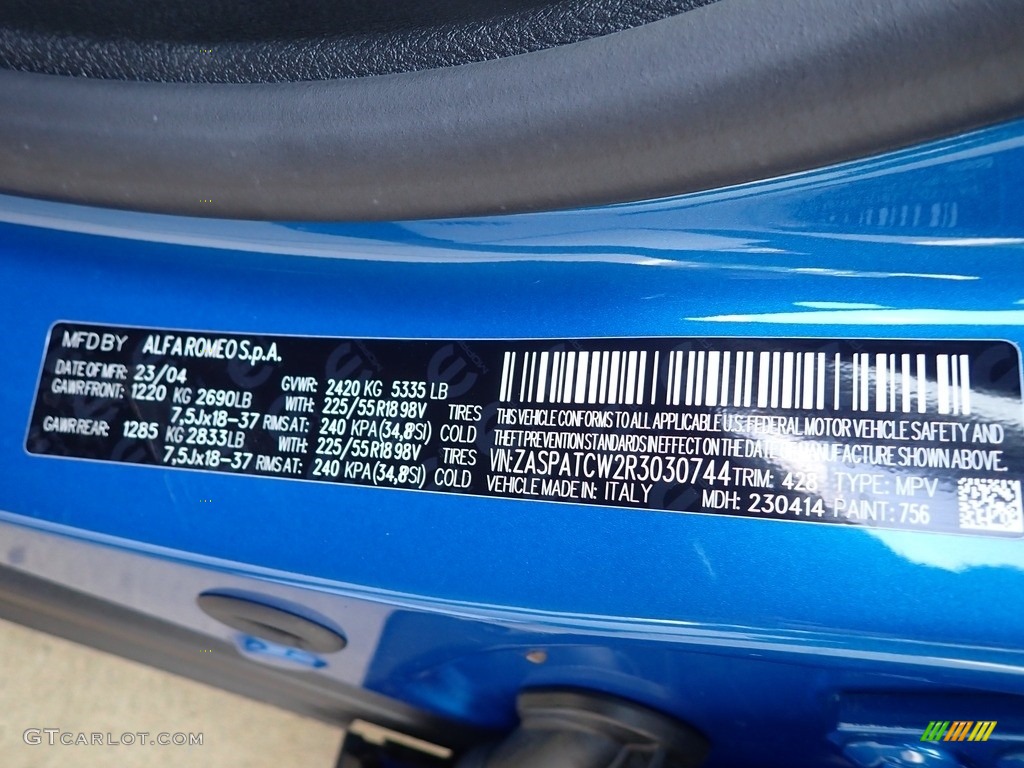 MFD BY ALFA ROMEO S.p.A.
DATE OF MFR: 23/04 GVWR: 2420 KG 5335 LB
GAWR FRONT: 1220 KG 2690LB WITH: 225/55R18 98V TIRES
7,5Jx18-37 RIMS AT: 240 KPA(34,8SI) COLD
GAWR REAR: 1285 KG 2833LB WITH: 225/55R18 98V TIRES
7,5Jx18-37 RIMS AT: 240 KPA(34,8SI) COLD
THIS VEHICLE CONFORMS TO ALL APPLICABLE U.S. FEDERAL MOTOR VEHICLE SAFETY AND
THEFT PREVENTION STANDARDS IN EFFECT ON THE DATE OF MANUFACTURE SHOWN ABOVE.
VIN: ZASPATCW2R3030744 TRIM: 428 TYPE: MPV
VEHICLE MADE IN: ITALY MDH: 230414 PAINT: 756
GTCARLOT.COM